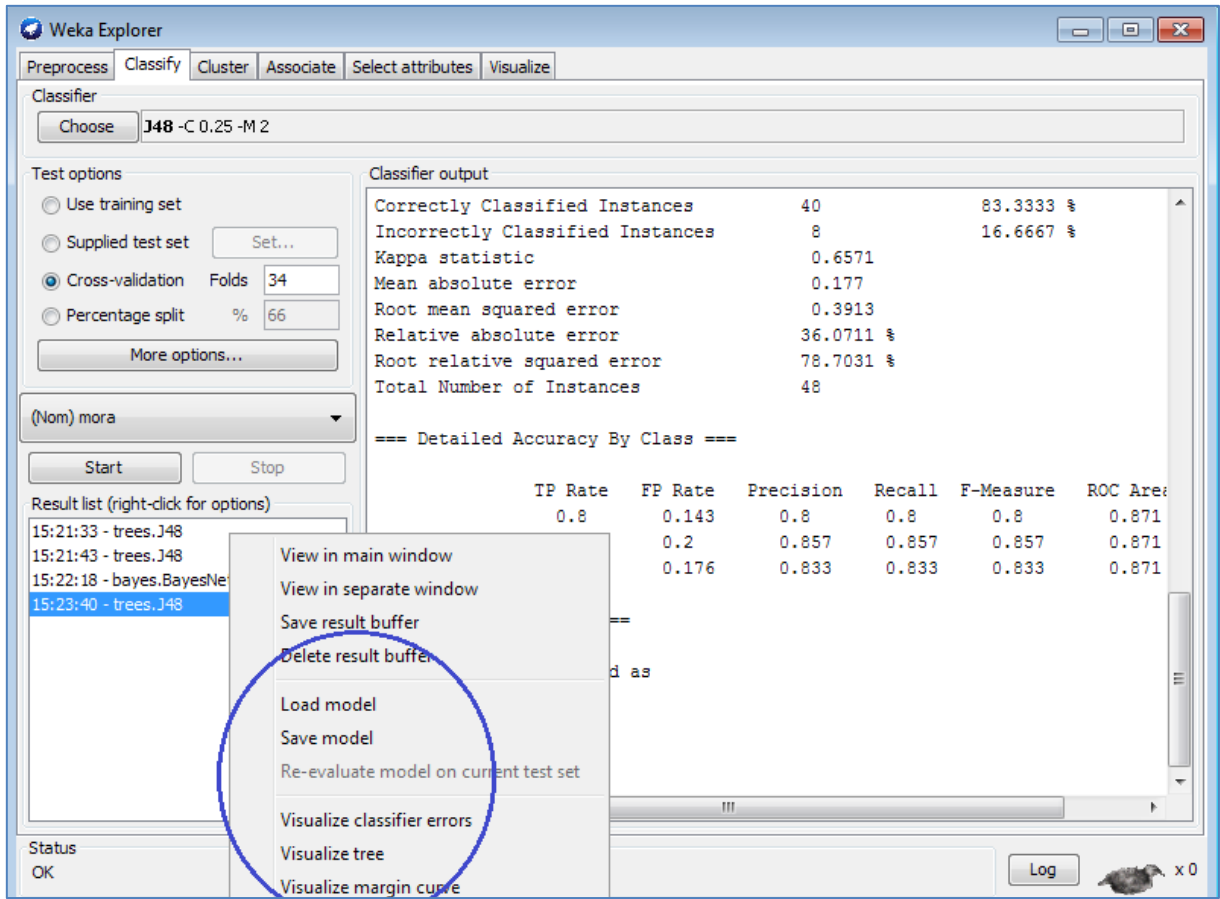 Weka Explorer
Preprocess Classify Cluster Associate Select attributes Visualize
Classifier
Choose J48 -C 0.25 -M 2
Test options
Use training set
Supplied test set Set...
Cross-validation Folds 34
Percentage split % 66
More options...
(Nom) mora
Start Stop
Result list (right-click for options)
15:21:33 - trees.J48
15:21:43 - trees.J48
15:22:18 - bayes.BayesNe
15:23:40 - trees.J48
Classifier output
Correctly Classified Instances 40 83.3333 %
Incorrectly Classified Instances 8 16.6667 %
Kappa statistic 0.6571
Mean absolute error 0.177
Root mean squared error 0.3913
Relative absolute error 36.0711 %
Root relative squared error 78.7031 %
Total Number of Instances 48
=== Detailed Accuracy By Class ===
TP Rate FP Rate Precision Recall F-Measure ROC Area
0.8 0.143 0.8 0.8 0.8 0.871
0.2 0.857 0.857 0.857 0.871
0.176 0.833 0.833 0.833 0.871
==
d as
View in main window
View in separate window
Save result buffer
Delete result buffer
Load model
Save model
Re-evaluate model on current test set
Visualize classifier errors
Visualize tree
Visualize margin curve
Status
OK
Log
x 0